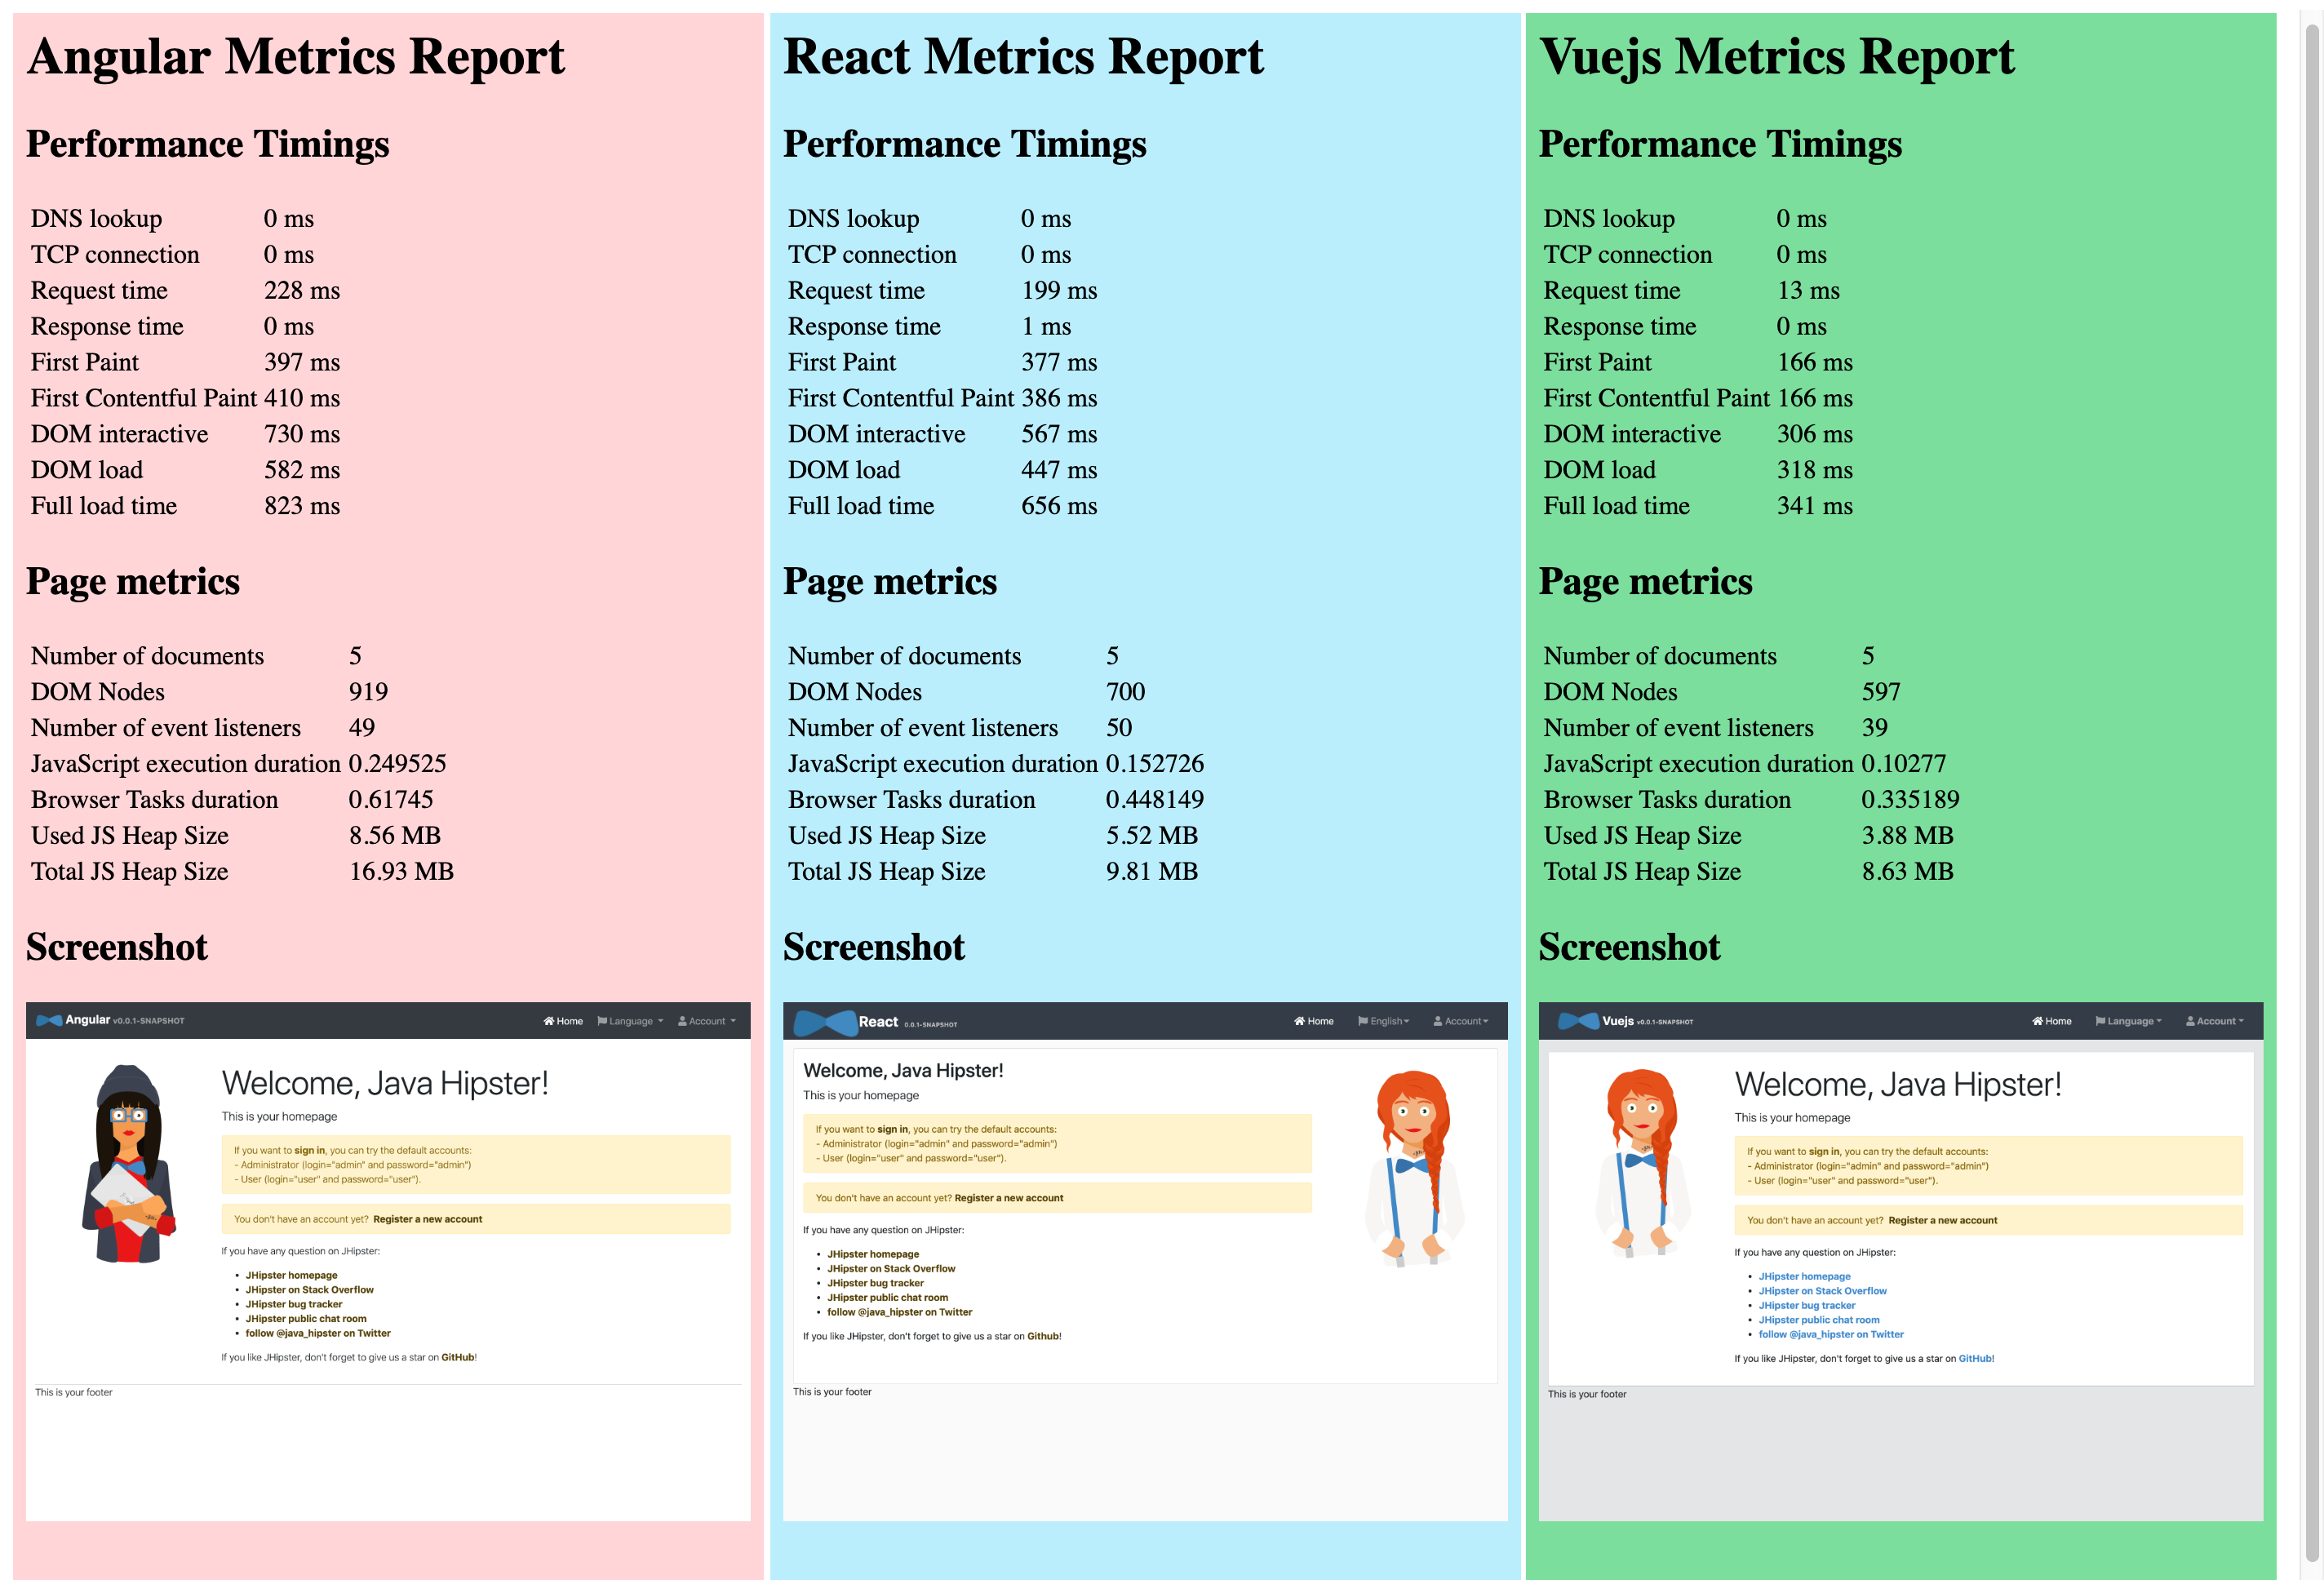 Angular Metrics Report
Performance Timings
DNS lookup 0 ms
TCP connection 0 ms
Request time 228 ms
Response time 0 ms
First Paint 397 ms
First Contentful Paint 410 ms
DOM interactive 730 ms
DOM load 582 ms
Full load time 823 ms
Page metrics
Number of documents 5
DOM Nodes 919
Number of event listeners 49
JavaScript execution duration 0.249525
Browser Tasks duration 0.61745
Used JS Heap Size 8.56 MB
Total JS Heap Size 16.93 MB
Screenshot
Angular v0.0.1-SNAPSHOT Home Language Account
Welcome, Java Hipster!
This is your homepage
If you want to sign in, you can try the default accounts:
- Administrator (login="admin" and password="admin")
- User (login="user" and password="user").
You don't have an account yet? Register a new account
If you have any question on JHipster:
• JHipster homepage
• JHipster on Stack Overflow
• JHipster bug tracker
• JHipster public chat room
• follow @java_hipster on Twitter
If you like JHipster, don't forget to give us a star on GitHub!
This is your footer
React Metrics Report
Performance Timings
DNS lookup 0 ms
TCP connection 0 ms
Request time 199 ms
Response time 1 ms
First Paint 377 ms
First Contentful Paint 386 ms
DOM interactive 567 ms
DOM load 447 ms
Full load time 656 ms
Page metrics
Number of documents 5
DOM Nodes 700
Number of event listeners 50
JavaScript execution duration 0.152726
Browser Tasks duration 0.448149
Used JS Heap Size 5.52 MB
Total JS Heap Size 9.81 MB
Screenshot
React 0.0.1-SNAPSHOT Home English Account
Welcome, Java Hipster!
This is your homepage
If you want to sign in, you can try the default accounts:
- Administrator (login="admin" and password="admin")
- User (login="user" and password="user").
You don't have an account yet? Register a new account
If you have any question on JHipster:
• JHipster homepage
• JHipster on Stack Overflow
• JHipster bug tracker
• JHipster public chat room
• follow @java_hipster on Twitter
If you like JHipster, don't forget to give us a star on Github!
This is your footer
Vuejs Metrics Report
Performance Timings
DNS lookup 0 ms
TCP connection 0 ms
Request time 13 ms
Response time 0 ms
First Paint 166 ms
First Contentful Paint 166 ms
DOM interactive 306 ms
DOM load 318 ms
Full load time 341 ms
Page metrics
Number of documents 5
DOM Nodes 597
Number of event listeners 39
JavaScript execution duration 0.10277
Browser Tasks duration 0.335189
Used JS Heap Size 3.88 MB
Total JS Heap Size 8.63 MB
Screenshot
Vuejs v0.0.1-SNAPSHOT Home Language Account
Welcome, Java Hipster!
This is your homepage
If you want to sign in, you can try the default accounts:
- Administrator (login="admin" and password="admin")
- User (login="user" and password="user").
You don't have an account yet? Register a new account
If you have any question on JHipster:
• JHipster homepage
• JHipster on Stack Overflow
• JHipster bug tracker
• JHipster public chat room
• follow @java_hipster on Twitter
If you like JHipster, don't forget to give us a star on GitHub!
This is your footer